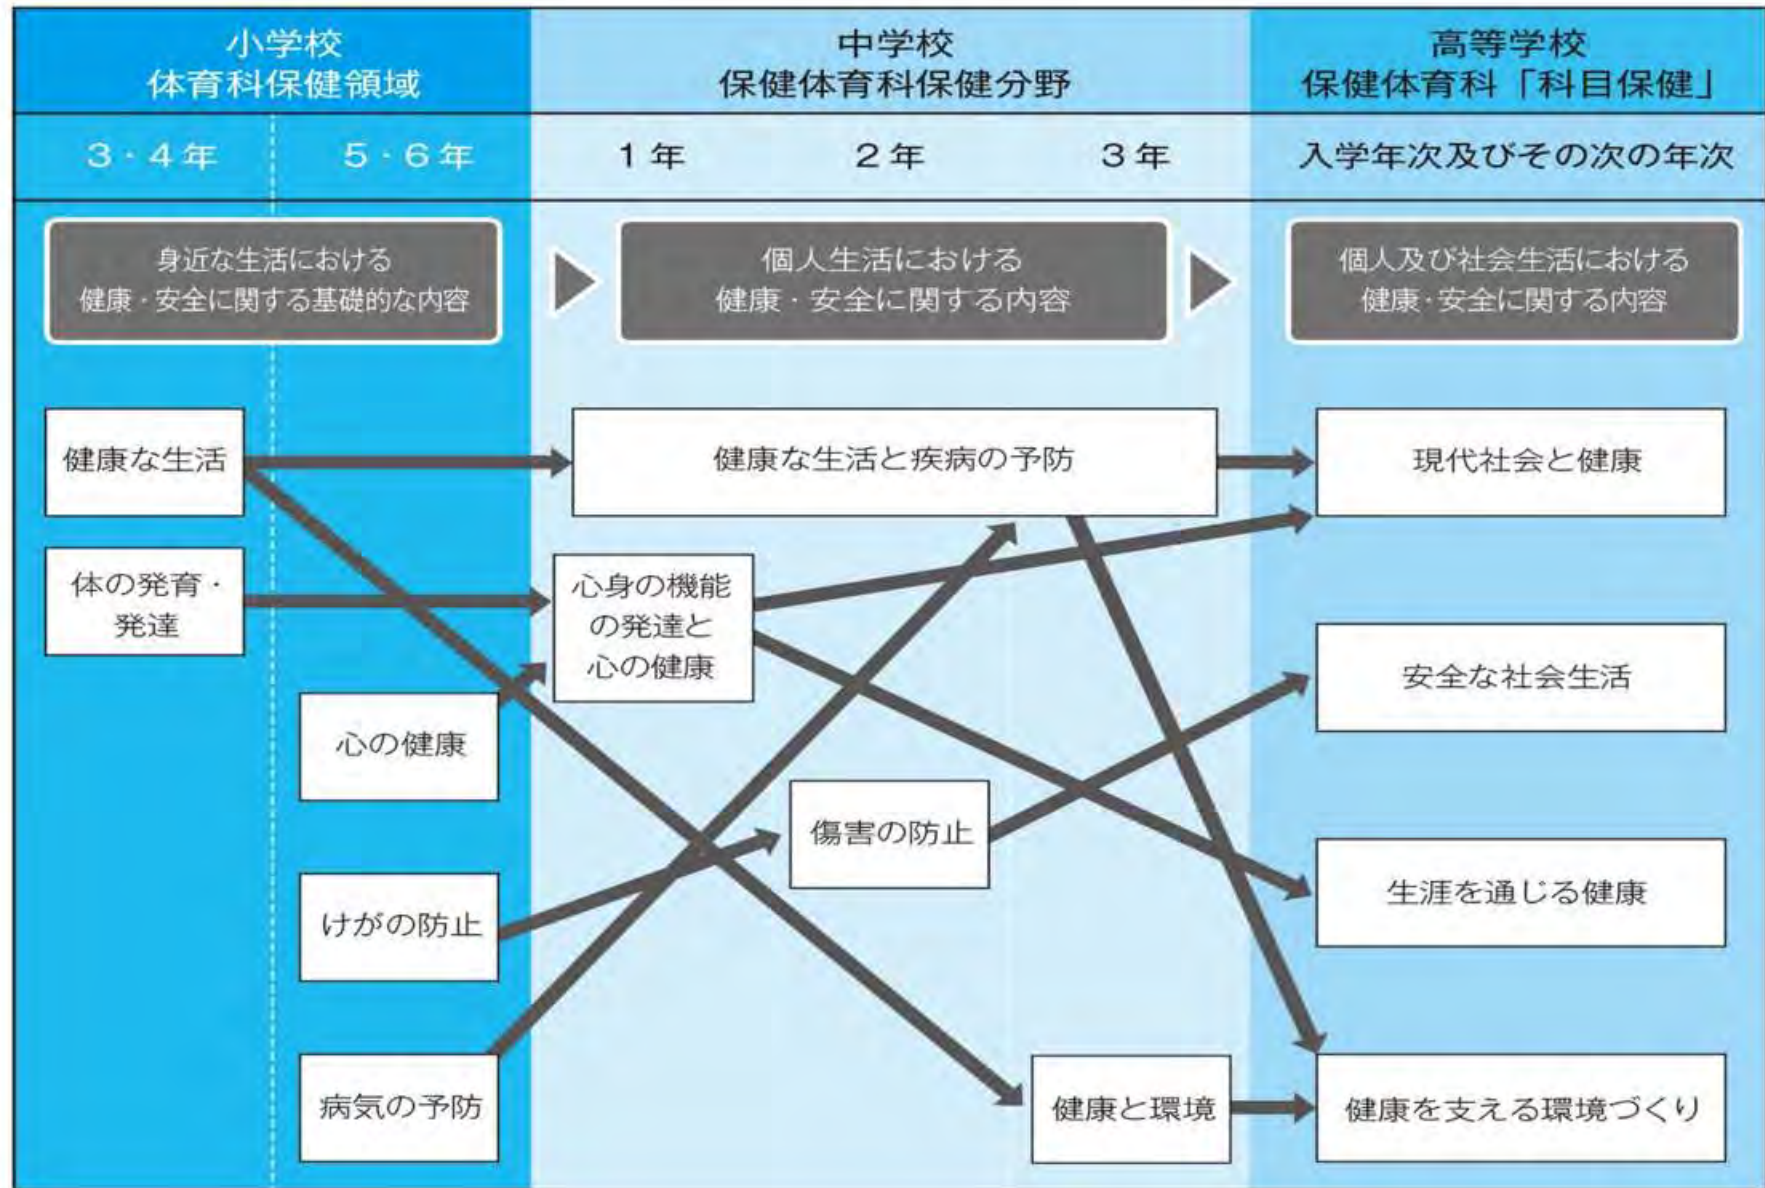 小学校
体育科保健領域
中学校
保健体育科保健分野
高等学校
保健体育科「科目保健」
3・4年
5・6年
1年
2年
3年
入学年次及びその次の年次
身近な生活における
健康・安全に関する基礎的な内容
個人生活における
健康・安全に関する内容
個人及び社会生活における
健康・安全に関する内容
健康な生活
健康な生活と疾病の予防
現代社会と健康
体の発育・
発達
心身の機能
の発達と
心の健康
安全な社会生活
心の健康
傷害の防止
生涯を通じる健康
けがの防止
病気の予防
健康と環境
健康を支える環境づくり